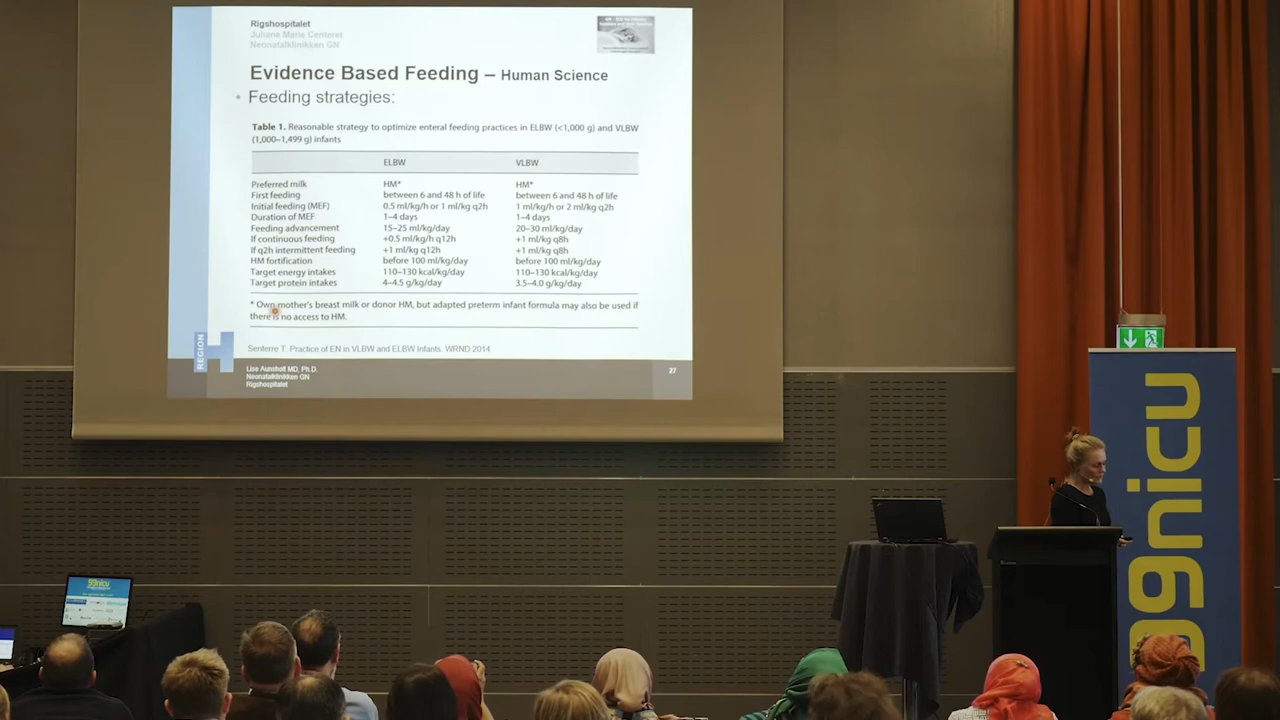 Rigshospitalet
Juliane Marie Centeret
Neonatalklinikken GN
Evidence Based Feeding – Human Science
• Feeding strategies:
Table 1. Reasonable strategy to optimize enteral feeding practices in ELBW (<1,000 g) and VLBW
(1,000–1,499 g) infants
ELBW VLBW
Preferred milk HM* HM*
First feeding between 6 and 48 h of life between 6 and 48 h of life
Initial feeding (MEF) 0.5 ml/kg/h or 1 ml/kg q2h 1 ml/kg/h or 2 ml/kg q2h
Duration of MEF 1–4 days 1–4 days
Feeding advancement 15–25 ml/kg/day 20–30 ml/kg/day
If continuous feeding +0.5 ml/kg/h q12h +1 ml/kg q8h
If q2h intermittent feeding +1 ml/kg q12h +1 ml/kg q8h
HM fortification before 100 ml/kg/day before 100 ml/kg/day
Target energy intakes 110–130 kcal/kg/day 110–130 kcal/kg/day
Target protein intakes 4–4.5 g/kg/day 3.5–4.0 g/kg/day
* Own mother's breast milk or donor HM, but adapted preterm infant formula may also be used if
there is no access to HM.
Senterre T. Practice of EN in VLBW and ELBW Infants. WRND 2014.
REGION
H
Lise Aunsholt MD, Ph.D.
Neonatalklinikken GN
Rigshospitalet
27
99nicu
99nicu